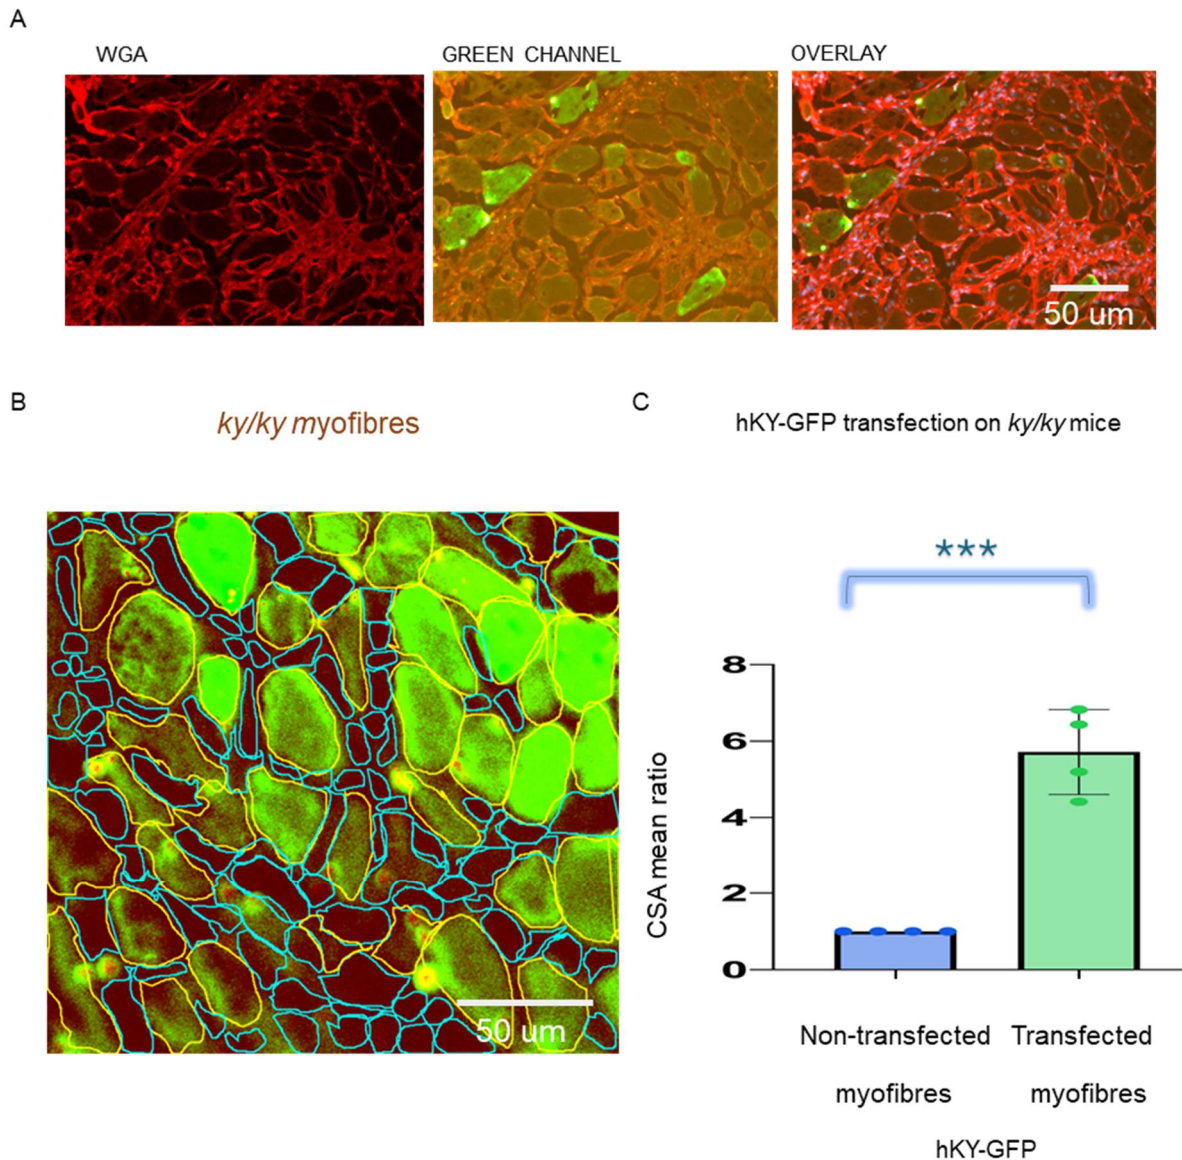 A
WGA
GREEN CHANNEL
OVERLAY
50 um
B
ky/ky myofibres
50 um
C
hKY-GFP transfection on ky/ky mice
***
CSA mean ratio
8
6
4
2
0
Non-transfected myofibres
Transfected myofibres
hKY-GFP